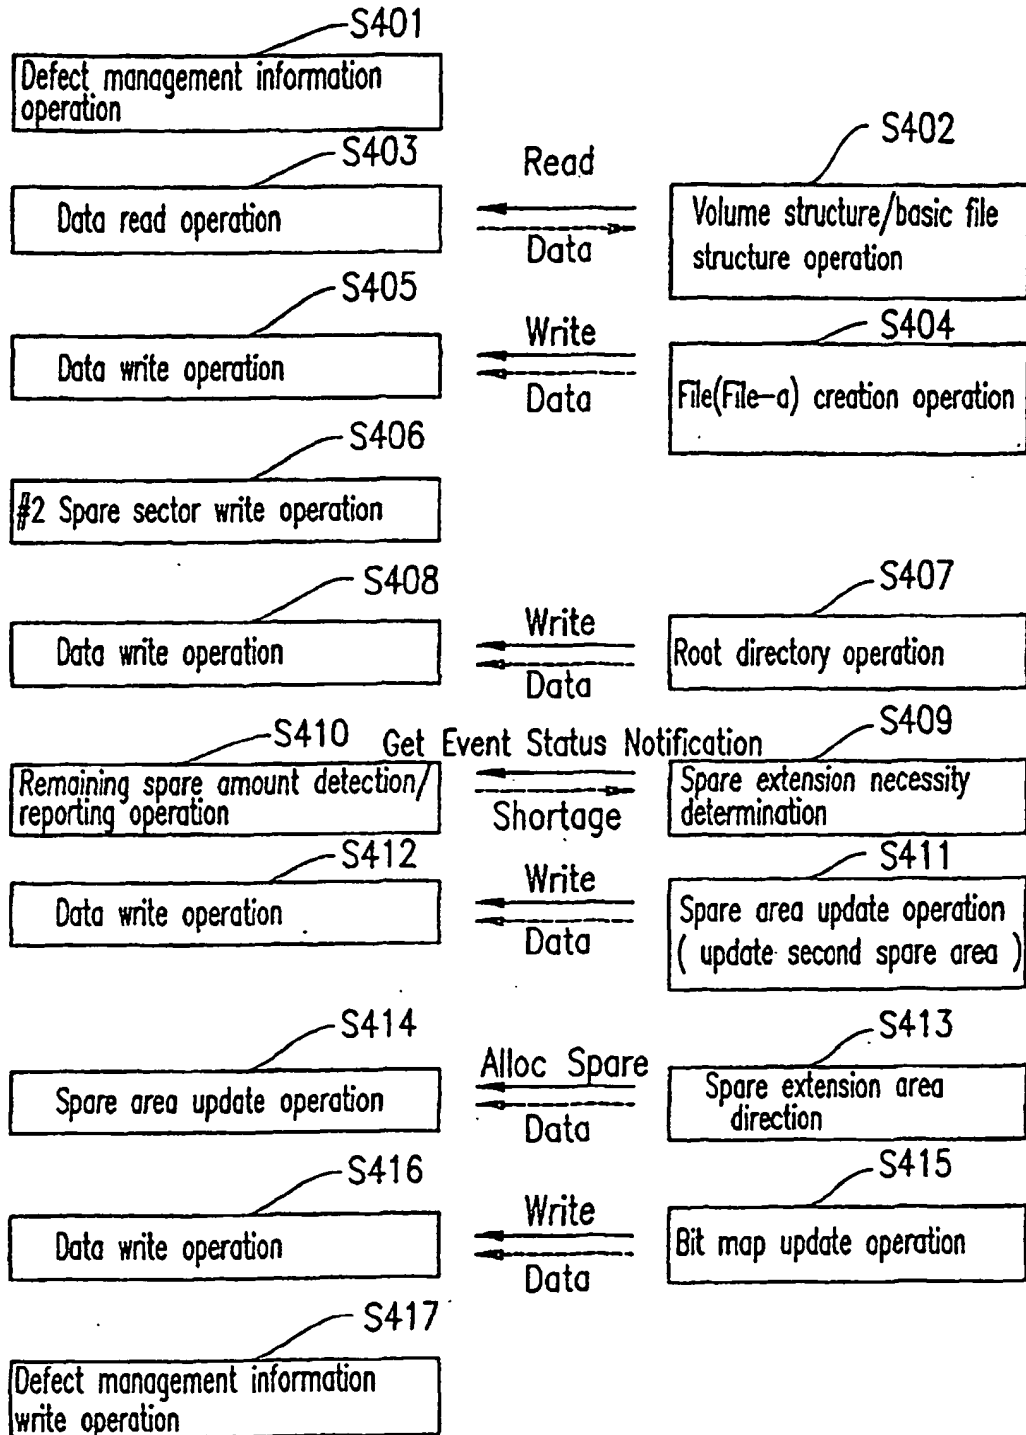 S401
Defect management information
operation
S403
Read
S402
Data read operation
Data
Volume structure/basic file
structure operation
S405
Write
S404
Data write operation
Data
File(File-a) creation operation
S406
#2 Spare sector write operation
S408
Write
S407
Data write operation
Data
Root directory operation
S410
Get Event Status Notification
S409
Remaining spare amount detection/
reporting operation
Shortage
Spare extension necessity
determination
S412
Write
S411
Data write operation
Data
Spare area update operation
( update second spare area )
S414
Alloc Spare
S413
Spare area update operation
Data
Spare extension area
direction
S416
Write
S415
Data write operation
Data
Bit map update operation
S417
Defect management information
write operation